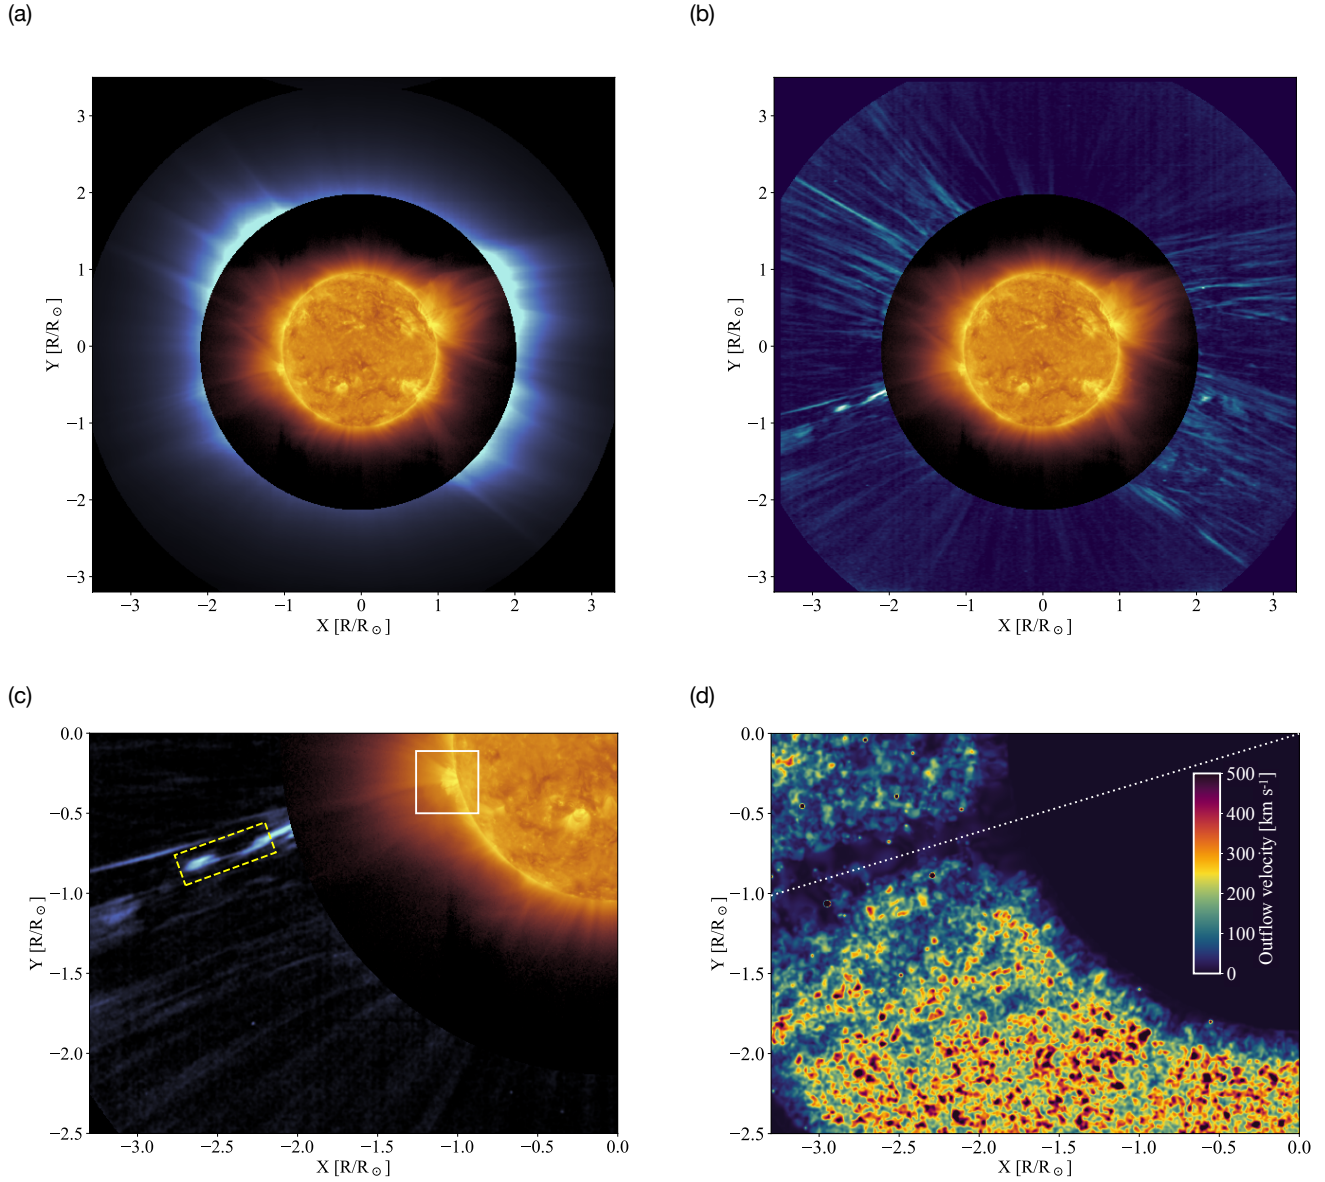 (a)
(b)
3
2
1
0
−1
−2
−3
Y [R/R⊙]
−3 −2 −1 0 1 2 3
X [R/R⊙]
3
2
1
0
−1
−2
−3
Y [R/R⊙]
−3 −2 −1 0 1 2 3
X [R/R⊙]
(c)
(d)
0.0
−0.5
−1.0
−1.5
−2.0
−2.5
Y [R/R⊙]
−3.0 −2.5 −2.0 −1.5 −1.0 −0.5 0.0
X [R/R⊙]
0.0
−0.5
−1.0
−1.5
−2.0
−2.5
Y [R/R⊙]
500
400
300
200
100
0
Outflow velocity [km s⁻¹]
−3.0 −2.5 −2.0 −1.5 −1.0 −0.5 0.0
X [R/R⊙]